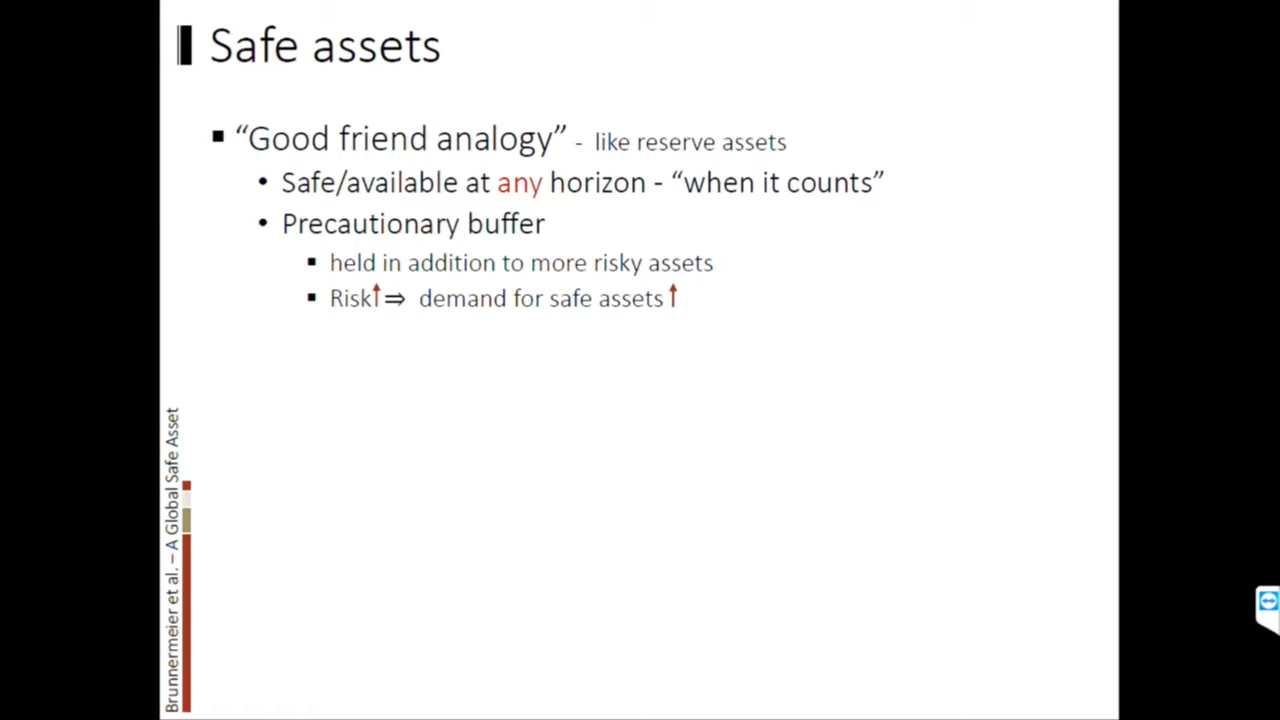 Safe assets
▪ “Good friend analogy” - like reserve assets
• Safe/available at any horizon - “when it counts”
• Precautionary buffer
▪ held in addition to more risky assets
▪ Risk↑⇒ demand for safe assets↑
Brunnermeier et al. – A Global Safe Asset